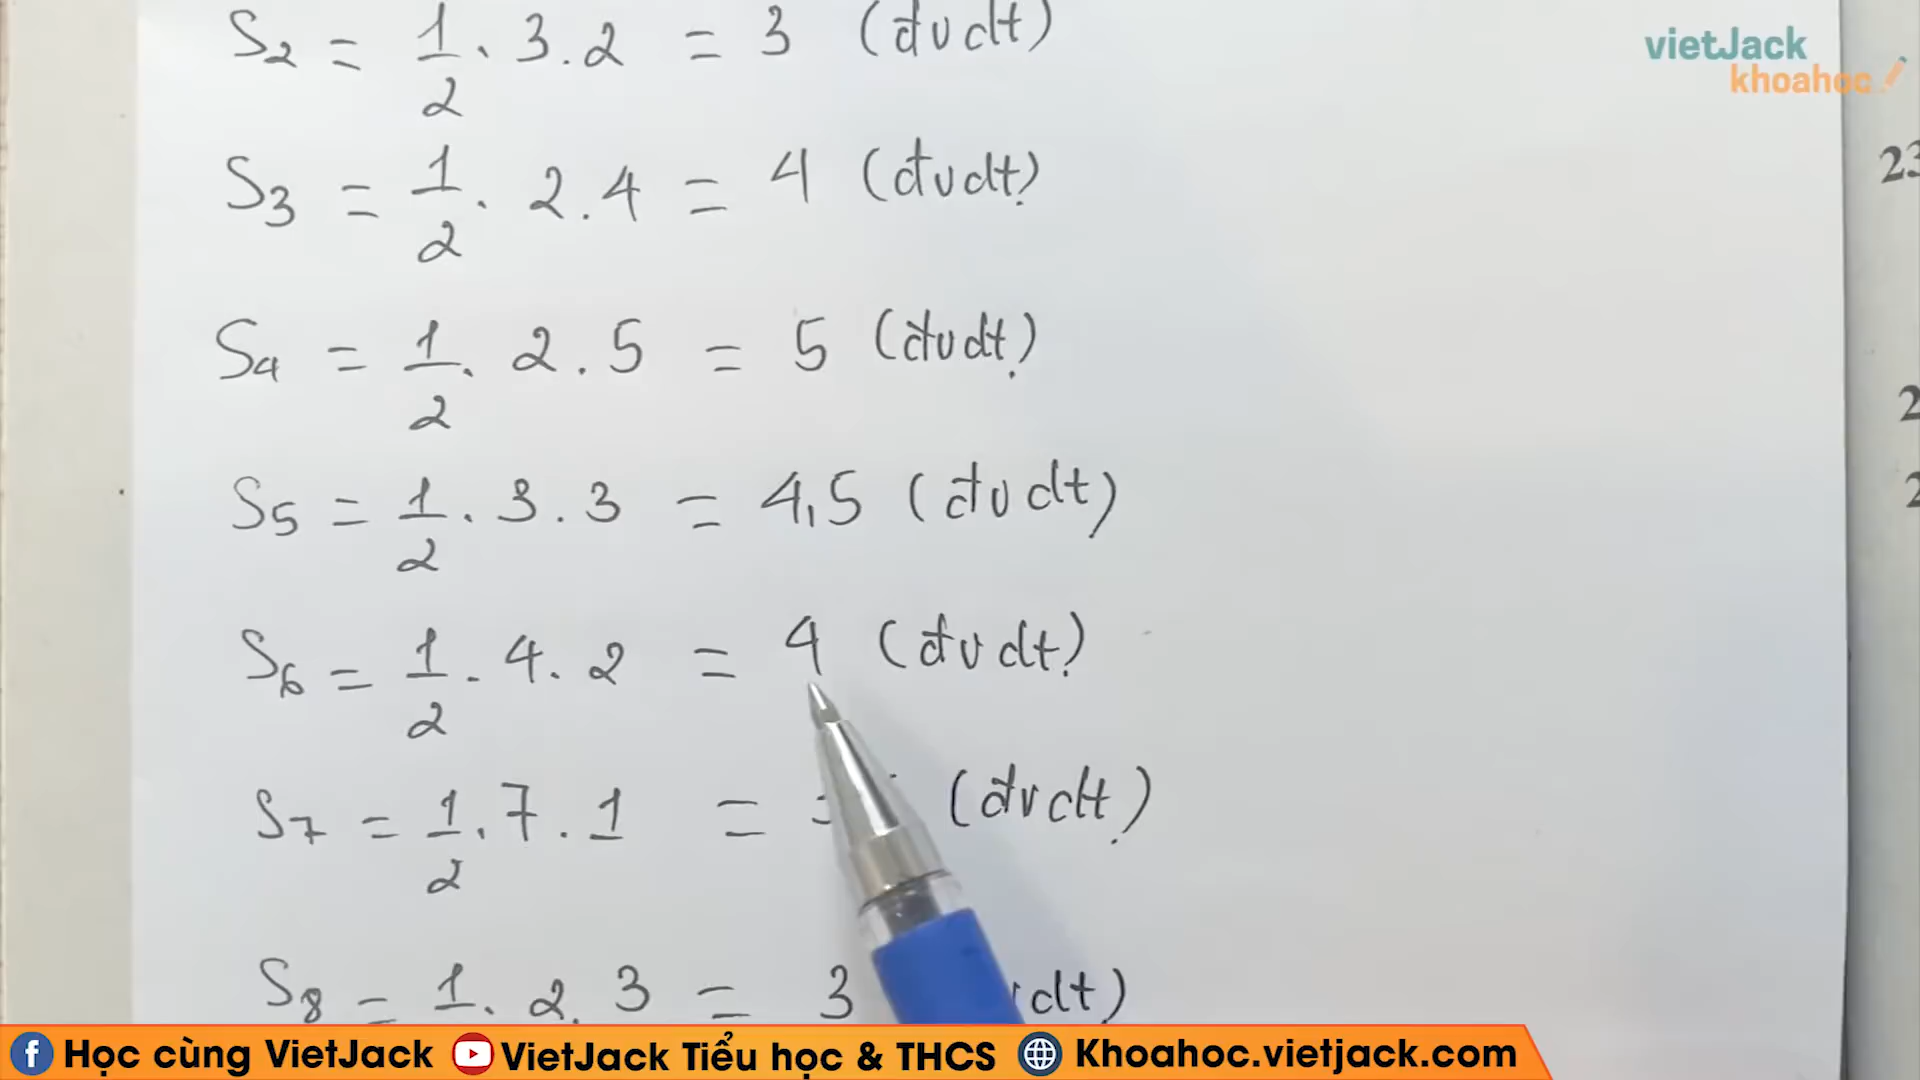 S2 = 1/2 . 3.2 = 3 (đvdt)
vietJack
khoahoc
23
S3 = 1/2 . 2.4 = 4 (đvdt)
S4 = 1/2 . 2.5 = 5 (đvdt)
2
S5 = 1/2 . 3.3 = 4,5 (đvdt)
2
S6 = 1/2 . 4.2 = 4 (đvdt)
S7 = 1/2 . 7.1 = (đvdt)
S8 = 1. 2.3 = 3 dt)
Học cùng VietJack VietJack Tiểu học & THCS Khoahoc.vietjack.com